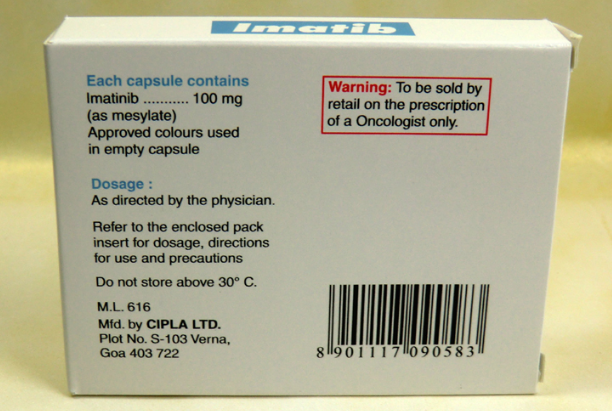 Imatib
Each capsule contains
Imatinib ........... 100 mg
(as mesylate)
Approved colours used
in empty capsule
Dosage :
As directed by the physician.
Refer to the enclosed pack
insert for dosage, directions
for use and precautions
Do not store above 30° C.
M.L. 616
Mfd. by CIPLA LTD.
Plot No. S-103 Verna,
Goa 403 722
Warning: To be sold by
retail on the prescription
of a Oncologist only.
8 901117 090583